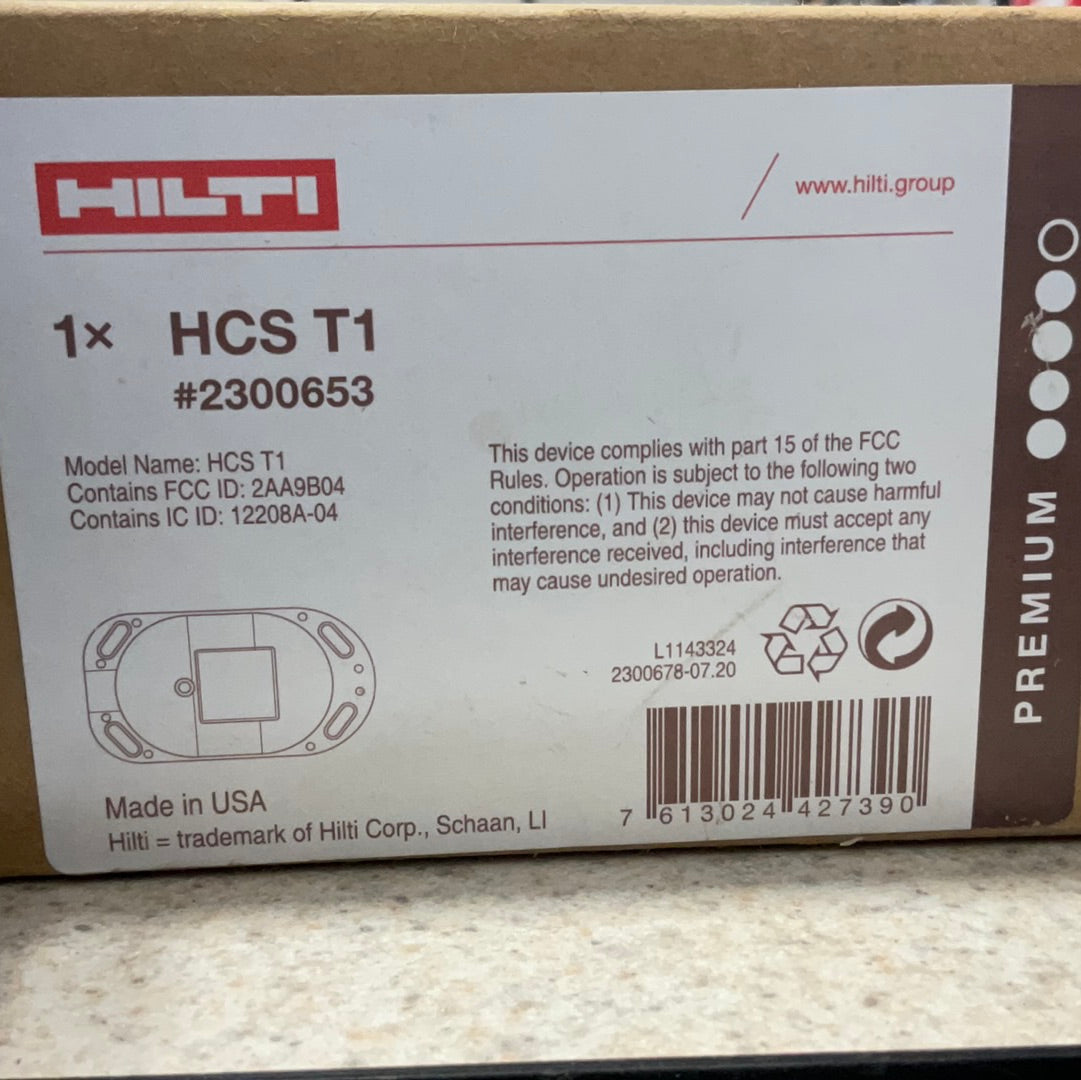 HILTI
www.hilti.group
1× HCS T1
#2300653
Model Name: HCS T1
Contains FCC ID: 2AA9B04
Contains IC ID: 12208A-04
This device complies with part 15 of the FCC
Rules. Operation is subject to the following two
conditions: (1) This device may not cause harmful
interference, and (2) this device must accept any
interference received, including interference that
may cause undesired operation.
L1143324
2300678-07.20
Made in USA
Hilti = trademark of Hilti Corp., Schaan, LI
7 613024 427390
PREMIUM